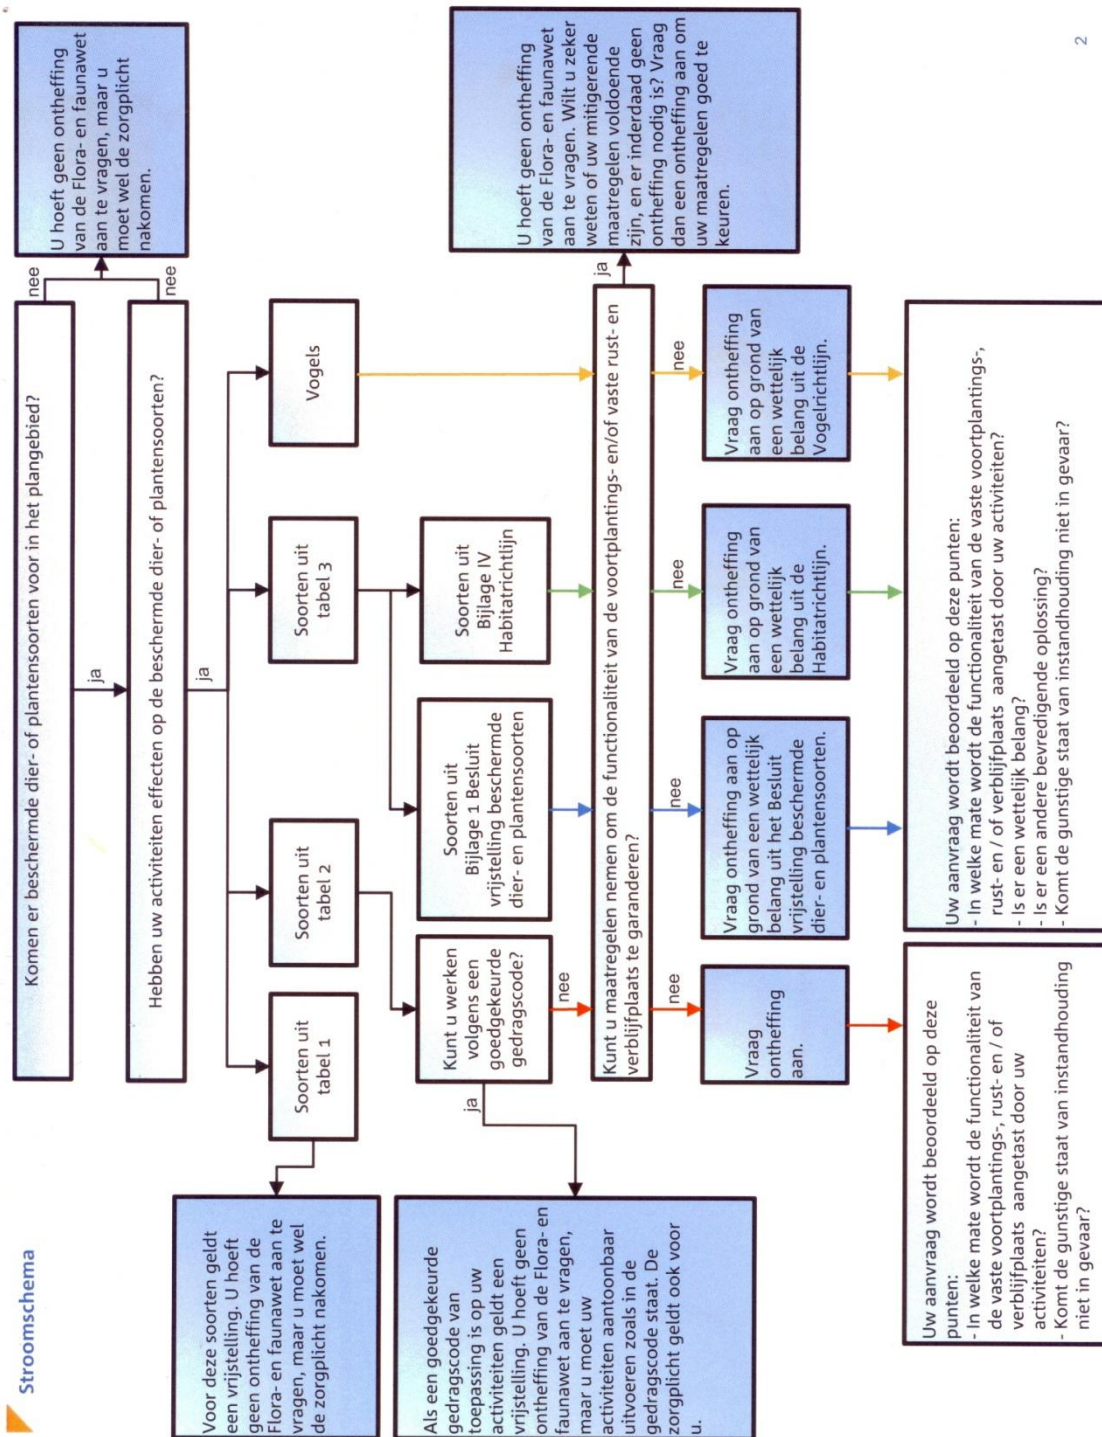 Stroomschema
Komen er beschermde dier- of plantensoorten voor in het plangebied?
nee
U hoeft geen ontheffing
van de Flora- en faunawet
aan te vragen, maar u
moet wel de zorgplicht
nakomen.
ja
Hebben uw activiteiten effecten op de beschermde dier- of plantensoorten?
nee
ja
Soorten uit
tabel 1
Soorten uit
tabel 2
Soorten uit
tabel 3
Vogels
Voor deze soorten geldt
een vrijstelling. U hoeft
geen ontheffing van de
Flora- en faunawet aan te
vragen, maar u moet wel
de zorgplicht nakomen.
Kunt u werken
volgens een
goedgekeurde
gedragscode?
Soorten uit
Bijlage 1 Besluit
vrijstelling beschermde
dier- en plantensoorten
Soorten uit
Bijlage IV
Habitatrichtlijn
ja
nee
Als een goedgekeurde
gedragscode van
toepassing is op uw
activiteiten geldt een
vrijstelling. U hoeft geen
ontheffing van de Flora- en
faunawet aan te vragen,
maar u moet uw
activiteiten aantoonbaar
uitvoeren zoals in de
gedragscode staat. De
zorgplicht geldt ook voor
u.
Kunt u maatregelen nemen om de functionaliteit van de voortplantings- en/of vaste rust- en
verblijfplaats te garanderen?
ja
U hoeft geen ontheffing
van de Flora- en faunawet
aan te vragen. Wilt u zeker
weten of uw mitigerende
maatregelen voldoende
zijn, en er inderdaad geen
ontheffing nodig is? Vraag
dan een ontheffing aan om
uw maatregelen goed te
keuren.
nee
nee
nee
nee
Vraag
ontheffing
aan.
Vraag ontheffing aan op
grond van een wettelijk
belang uit het Besluit
vrijstelling beschermde
dier- en plantensoorten.
Vraag ontheffing
aan op grond van
een wettelijk
belang uit de
Habitatrichtlijn.
Vraag ontheffing
aan op grond van
een wettelijk
belang uit de
Vogelrichtlijn.
Uw aanvraag wordt beoordeeld op deze
punten:
- In welke mate wordt de functionaliteit van
de vaste voortplantings-, rust- en / of
verblijfplaats aangetast door uw
activiteiten?
- Komt de gunstige staat van instandhouding
niet in gevaar?
Uw aanvraag wordt beoordeeld op deze punten:
- In welke mate wordt de functionaliteit van de vaste voortplantings-,
rust- en / of verblijfplaats aangetast door uw activiteiten?
- Is er een wettelijk belang?
- Is er een andere bevredigende oplossing?
- Komt de gunstige staat van instandhouding niet in gevaar?
2